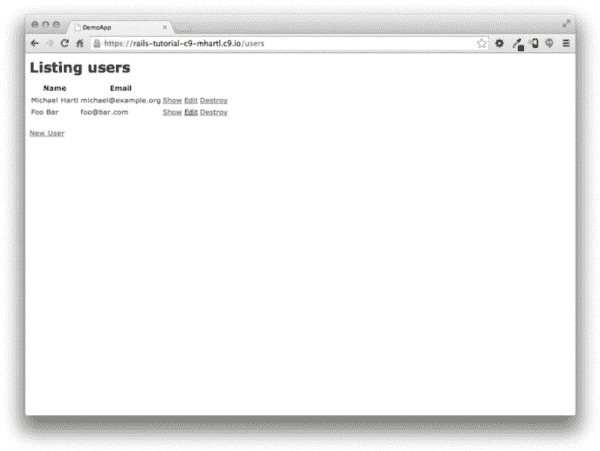 DemoApp
https://rails-tutorial-c9-mhartl.c9.io/users
Listing users
Name Email
Michael Hartl michael@example.org Show Edit Destroy
Foo Bar foo@bar.com Show Edit Destroy
New User